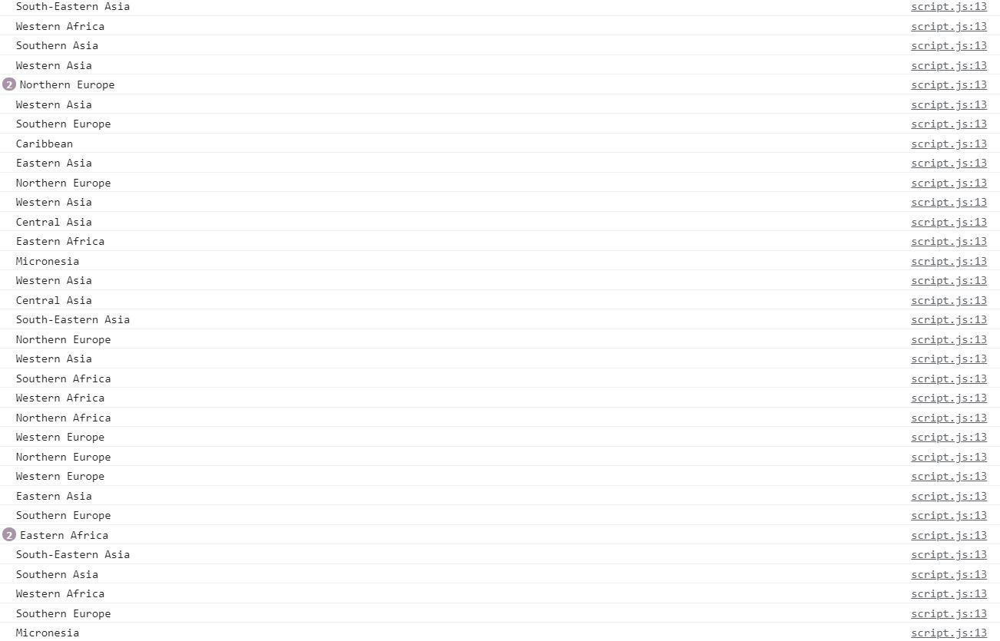 South-Eastern Asia script.js:13
Western Africa script.js:13
Southern Asia script.js:13
Western Asia script.js:13
2 Northern Europe script.js:13
Western Asia script.js:13
Southern Europe script.js:13
Caribbean script.js:13
Eastern Asia script.js:13
Northern Europe script.js:13
Western Asia script.js:13
Central Asia script.js:13
Eastern Africa script.js:13
Micronesia script.js:13
Western Asia script.js:13
Central Asia script.js:13
South-Eastern Asia script.js:13
Northern Europe script.js:13
Western Asia script.js:13
Southern Africa script.js:13
Western Africa script.js:13
Northern Africa script.js:13
Western Europe script.js:13
Northern Europe script.js:13
Western Europe script.js:13
Eastern Asia script.js:13
Southern Europe script.js:13
2 Eastern Africa script.js:13
South-Eastern Asia script.js:13
Southern Asia script.js:13
Western Africa script.js:13
Southern Europe script.js:13
Micronesia script.js:13